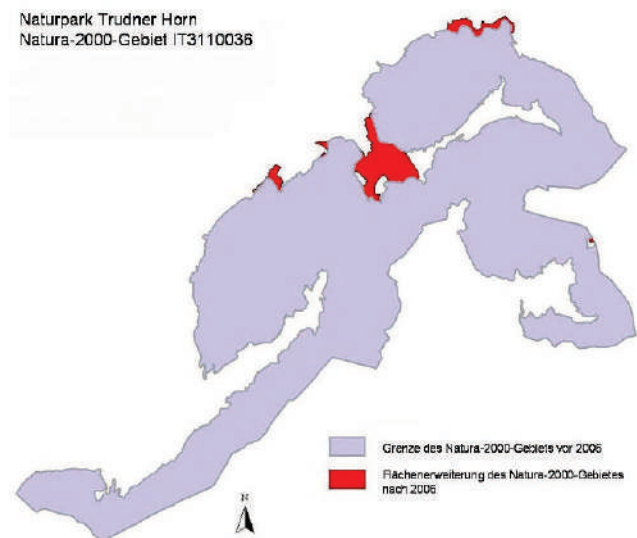 Naturpark Trudner Horn
Natura-2000-Gebiet IT3110036
Grenze des Natura-2000-Gebiets vor 2006
Flächenerweiterung des Natura-2000-Gebietes
nach 2006
N